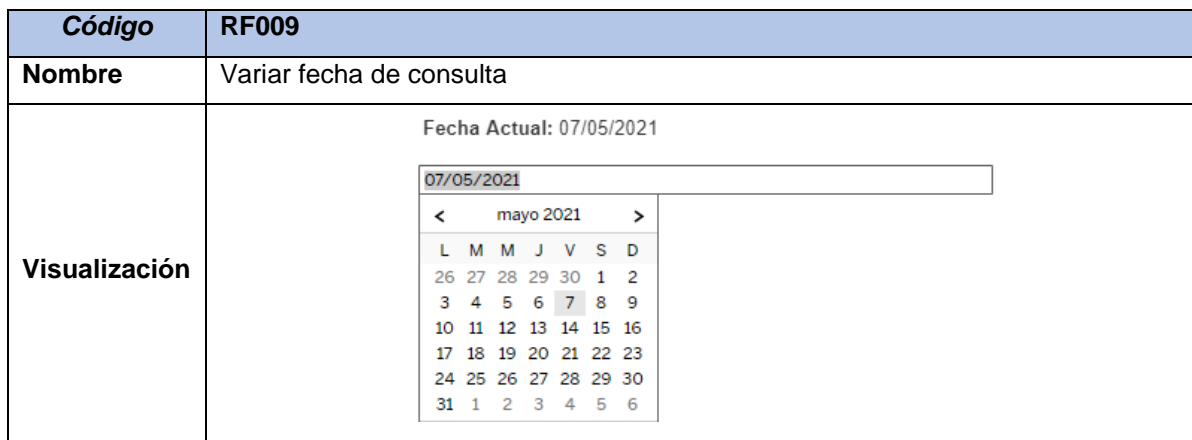 Código RF009
Nombre Variar fecha de consulta
Visualización
Fecha Actual: 07/05/2021
07/05/2021
< mayo 2021 >
L M M J V S D
26 27 28 29 30 1 2
3 4 5 6 7 8 9
10 11 12 13 14 15 16
17 18 19 20 21 22 23
24 25 26 27 28 29 30
31 1 2 3 4 5 6